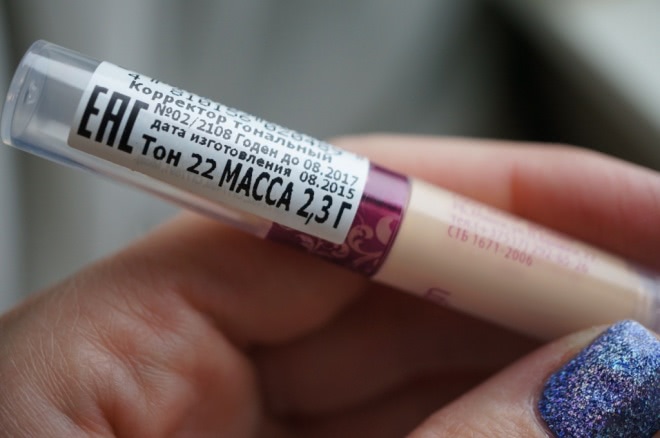 Корректор тональный
№02/2108 Годен до 08.2017
дата изготовления 08.2015
ЕАС Тон 22 МАССА 2,3 Г
СТБ 1671-2006